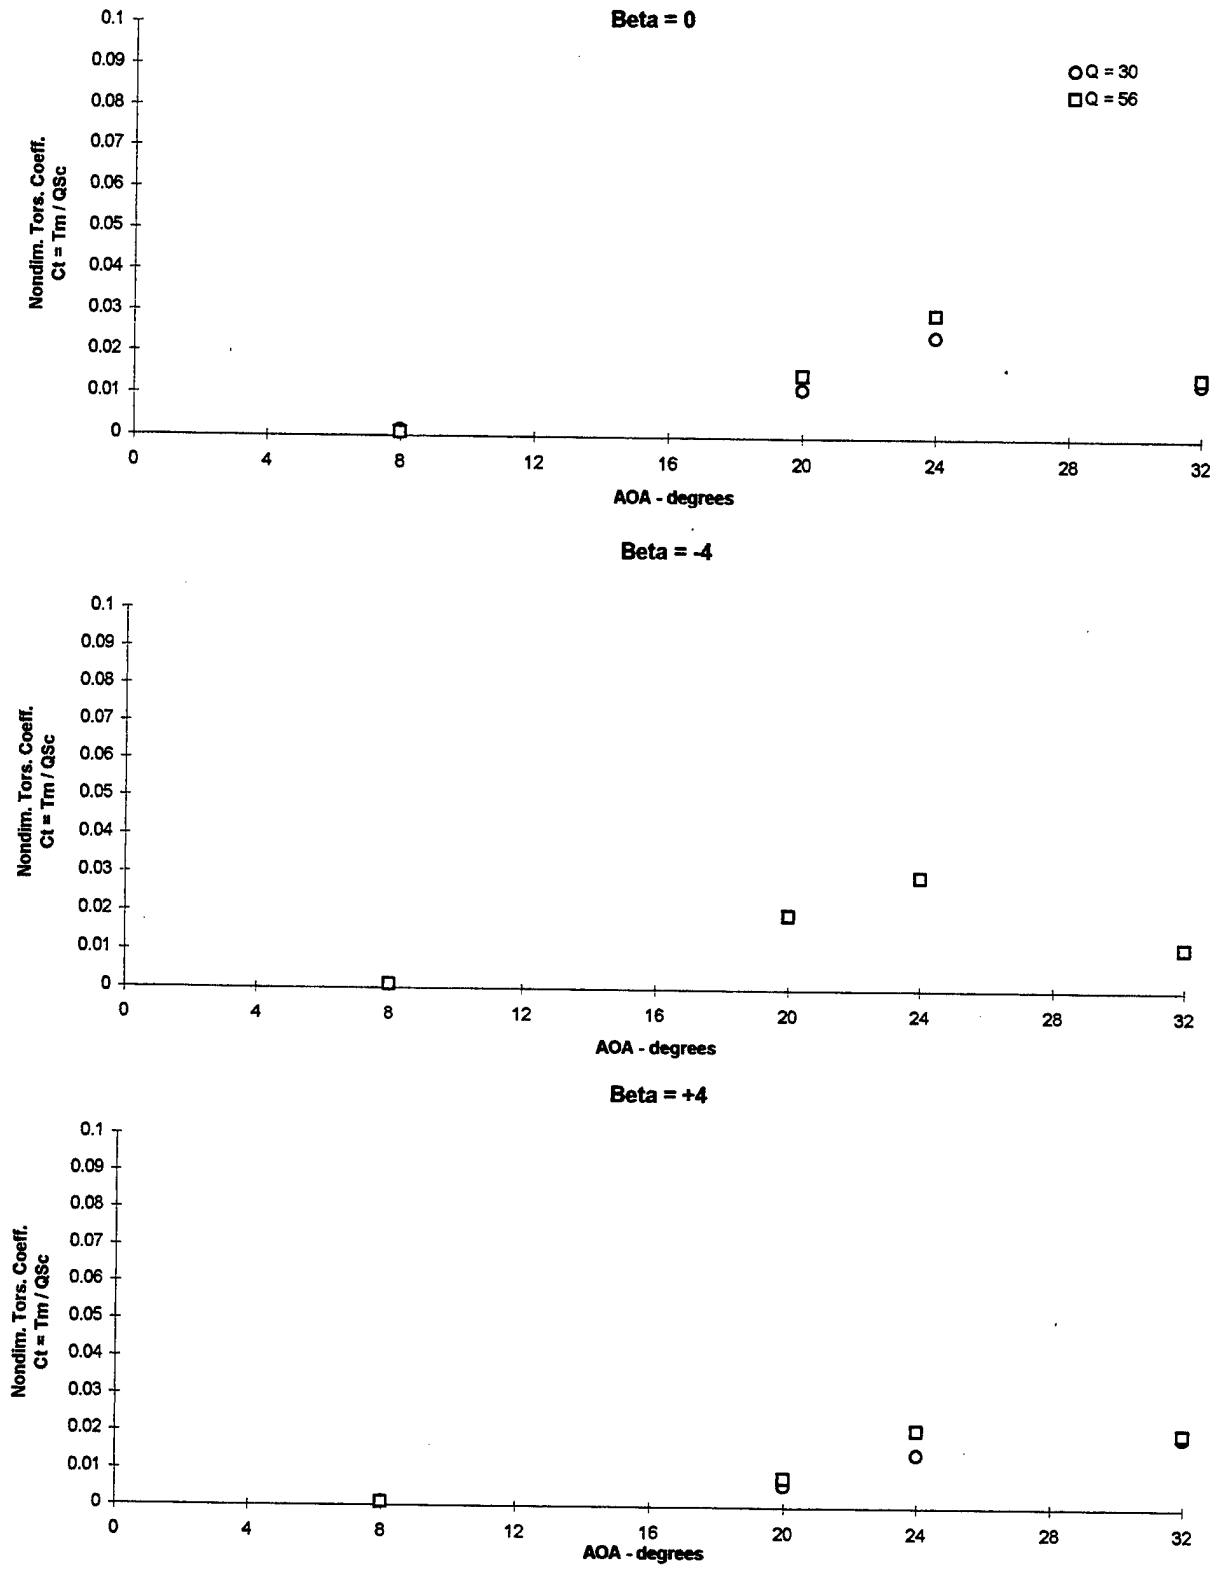 Beta = 0
0.1
0.09
0.08
0.07
0.06
0.05
0.04
0.03
0.02
0.01
0
Nondim. Tors. Coeff.
Ct = Tm / QSc
Q = 30
Q = 56
0 4 8 12 16 20 24 28 32
AOA - degrees
Beta = -4
0.1
0.09
0.08
0.07
0.06
0.05
0.04
0.03
0.02
0.01
0
Nondim. Tors. Coeff.
Ct = Tm / QSc
0 4 8 12 16 20 24 28 32
AOA - degrees
Beta = +4
0.1
0.09
0.08
0.07
0.06
0.05
0.04
0.03
0.02
0.01
0
Nondim. Tors. Coeff.
Ct = Tm / QSc
0 4 8 12 16 20 24 28 32
AOA - degrees